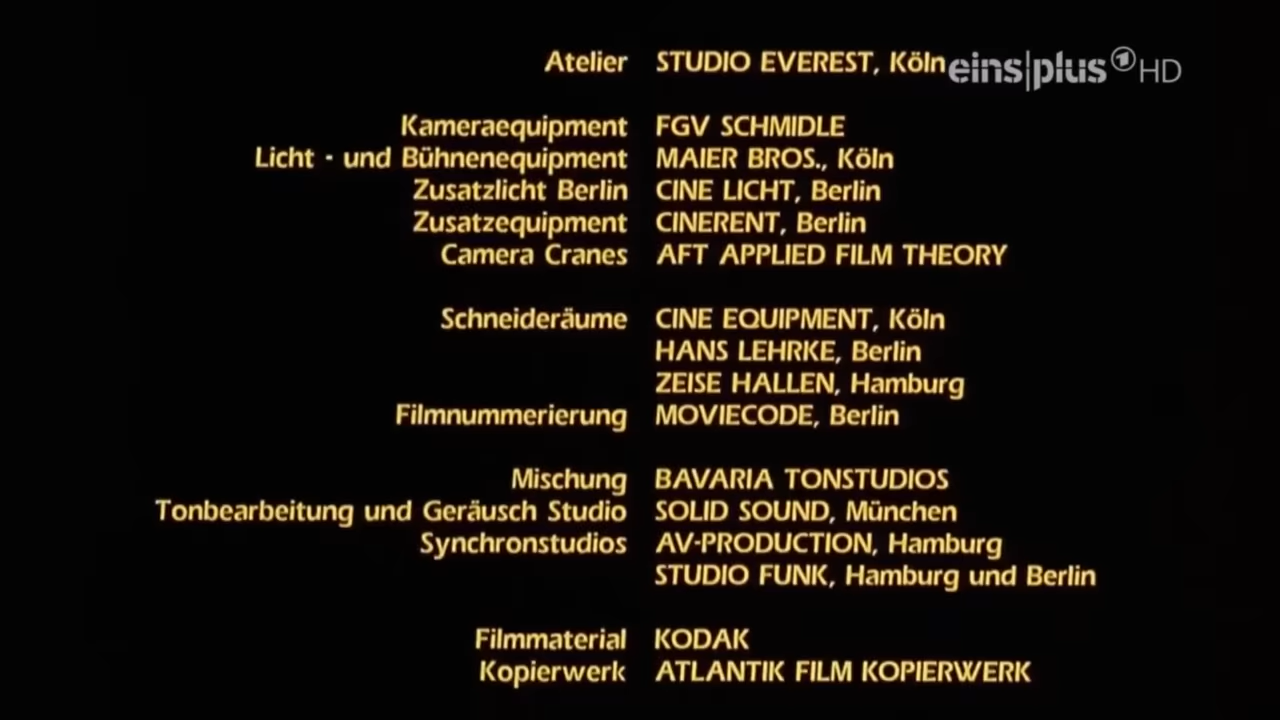 Atelier STUDIO EVEREST, Köln
eins|plus 1 HD
Kameraequipment FGV SCHMIDLE
Licht - und Bühnenequipment MAIER BROS., Köln
Zusatzlicht Berlin CINE LICHT, Berlin
Zusatzequipment CINERENT, Berlin
Camera Cranes AFT APPLIED FILM THEORY
Schneideräume CINE EQUIPMENT, Köln
HANS LEHRKE, Berlin
ZEISE HALLEN, Hamburg
Filmnummerierung MOVIECODE, Berlin
Mischung BAVARIA TONSTUDIOS
Tonbearbeitung und Geräusch Studio SOLID SOUND, München
Synchronstudios AV-PRODUCTION, Hamburg
STUDIO FUNK, Hamburg und Berlin
Filmmaterial KODAK
Kopierwerk ATLANTIK FILM KOPIERWERK